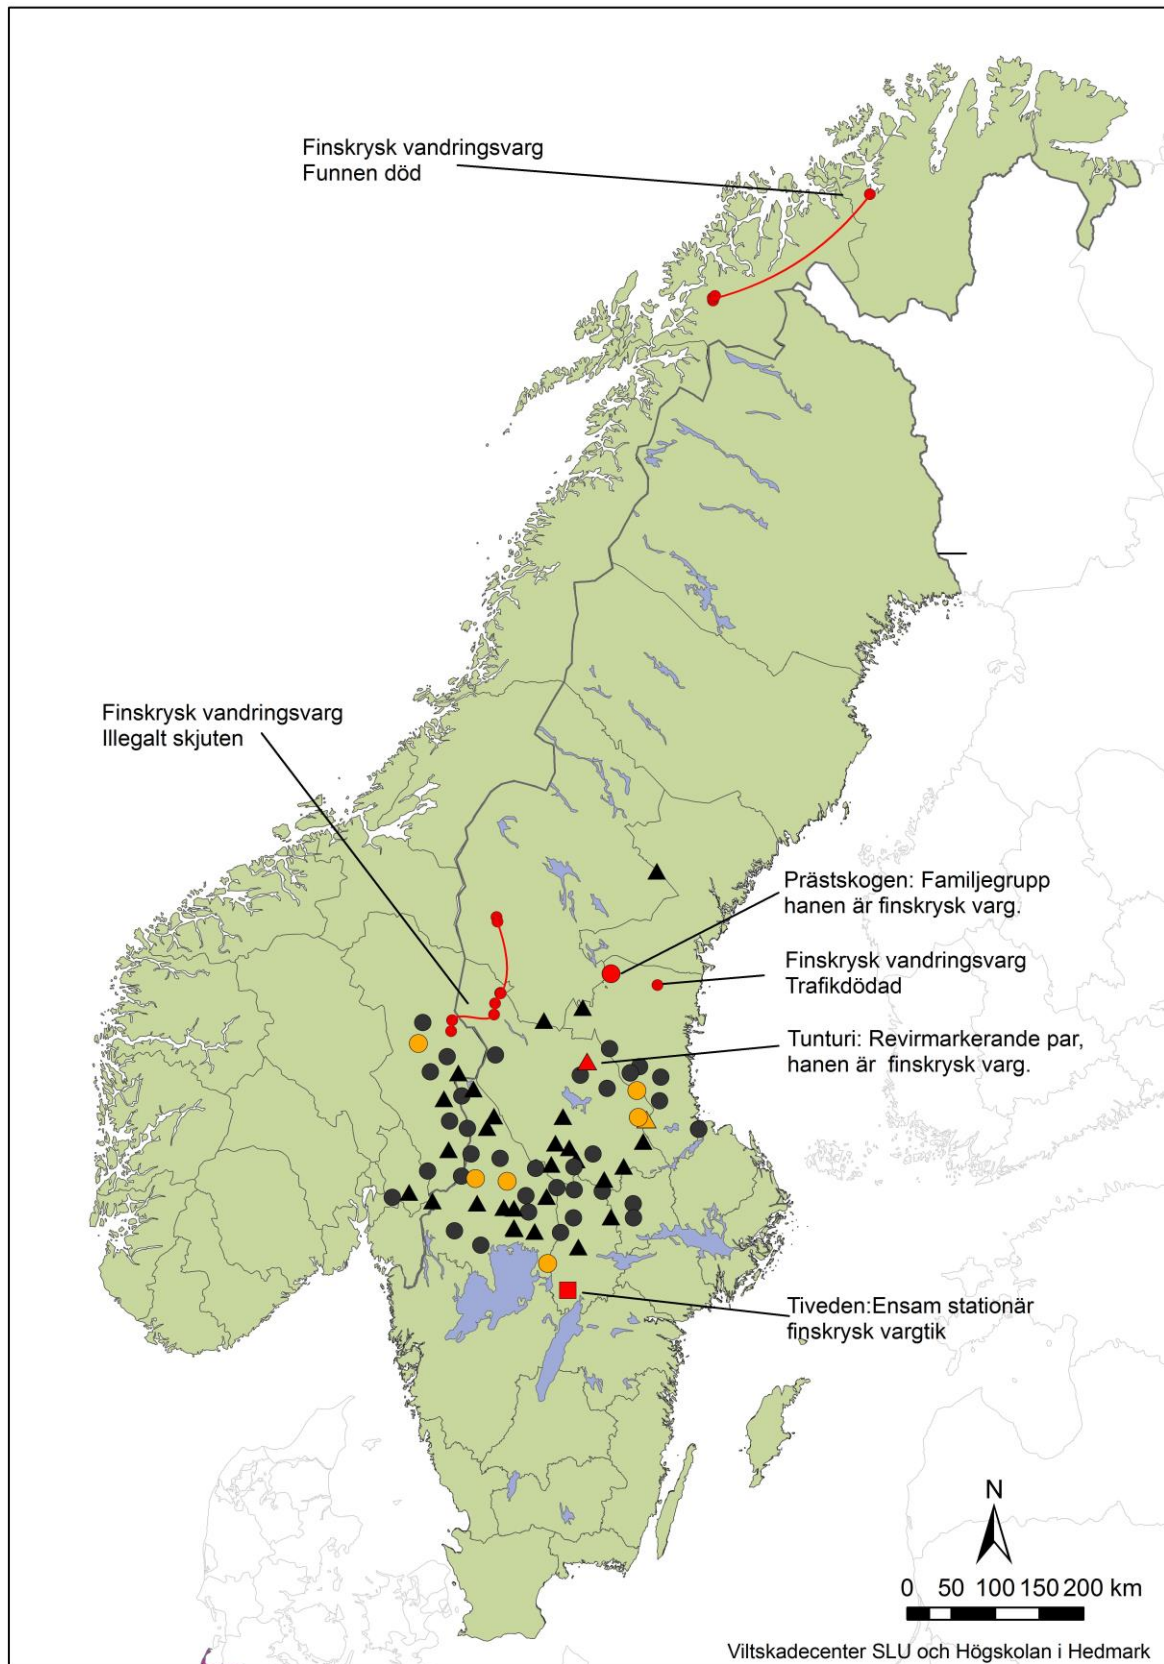 Finskrysk vandringsvarg
Funnen död
Finskrysk vandringsvarg
Illegalt skjuten
Prästskogen: Familjegrupp
hanen är finskrysk varg.
Finskrysk vandringsvarg
Trafikdödad
Tunturi: Revirmarkerande par,
hanen är finskrysk varg.
Tiveden:Ensam stationär
finskrysk vargtik
N
0 50 100 150 200 km
Viltskadecenter SLU och Högskolan i Hedmark